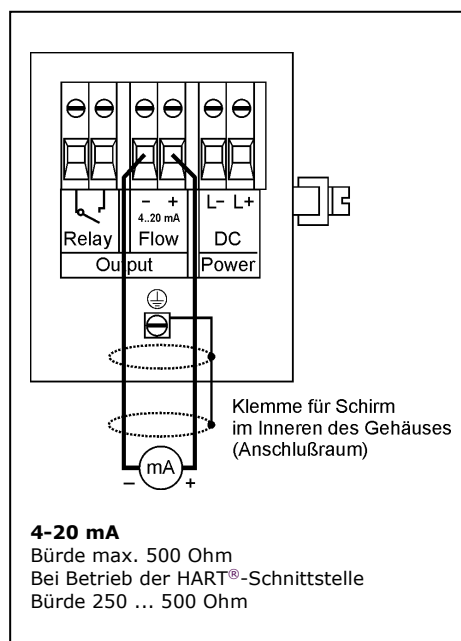 − + L- L+
4..20 mA
Relay Flow DC
Output Power
Klemme für Schirm
im Inneren des Gehäuses
(Anschlußraum)
− mA +
4-20 mA
Bürde max. 500 Ohm
Bei Betrieb der HART®-Schnittstelle
Bürde 250 ... 500 Ohm